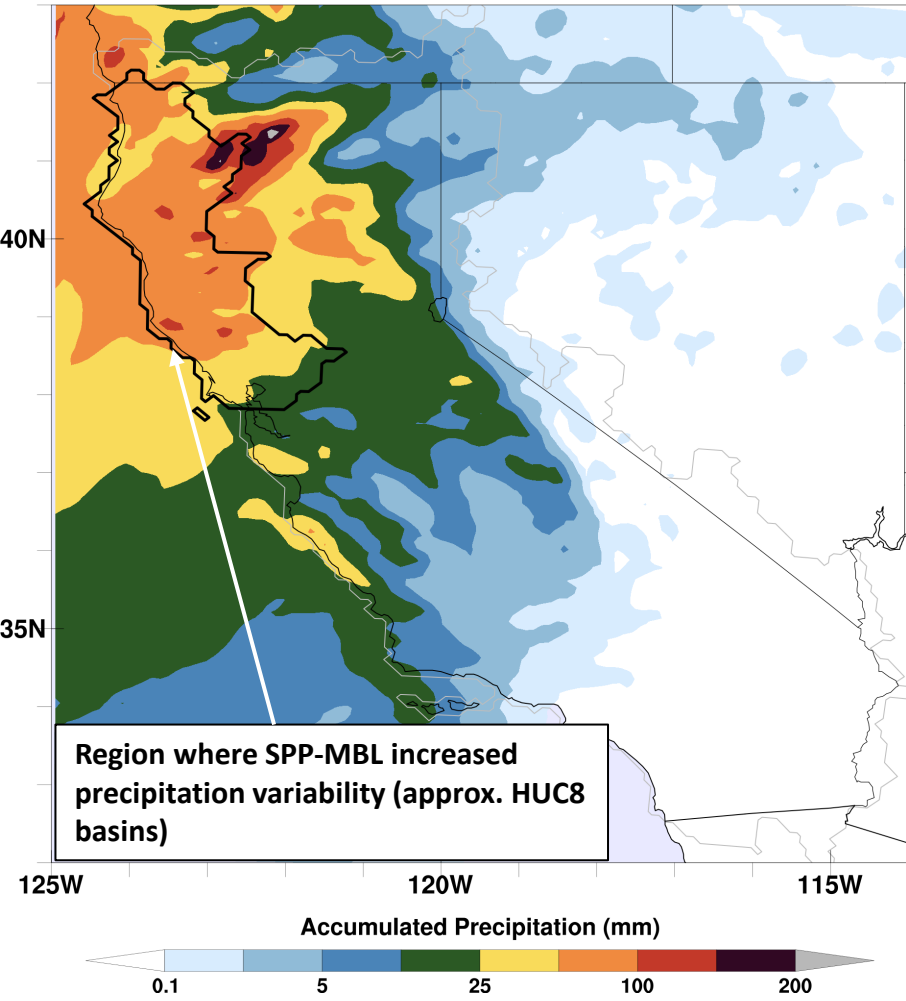 40N
35N
Region where SPP-MBL increased
precipitation variability (approx. HUC8
basins)
125W 120W 115W
Accumulated Precipitation (mm)
0.1 5 25 100 200